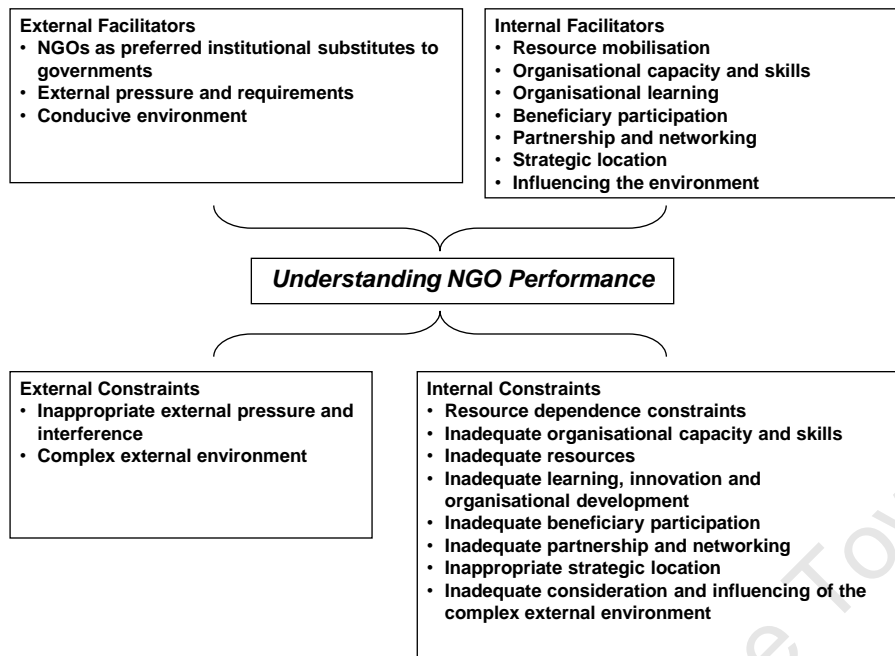 External Facilitators
• NGOs as preferred institutional substitutes to
governments
• External pressure and requirements
• Conducive environment
Internal Facilitators
• Resource mobilisation
• Organisational capacity and skills
• Organisational learning
• Beneficiary participation
• Partnership and networking
• Strategic location
• Influencing the environment
Understanding NGO Performance
External Constraints
• Inappropriate external pressure and
interference
• Complex external environment
Internal Constraints
• Resource dependence constraints
• Inadequate organisational capacity and skills
• Inadequate resources
• Inadequate learning, innovation and
organisational development
• Inadequate beneficiary participation
• Inadequate partnership and networking
• Inappropriate strategic location
• Inadequate consideration and influencing of the
complex external environment